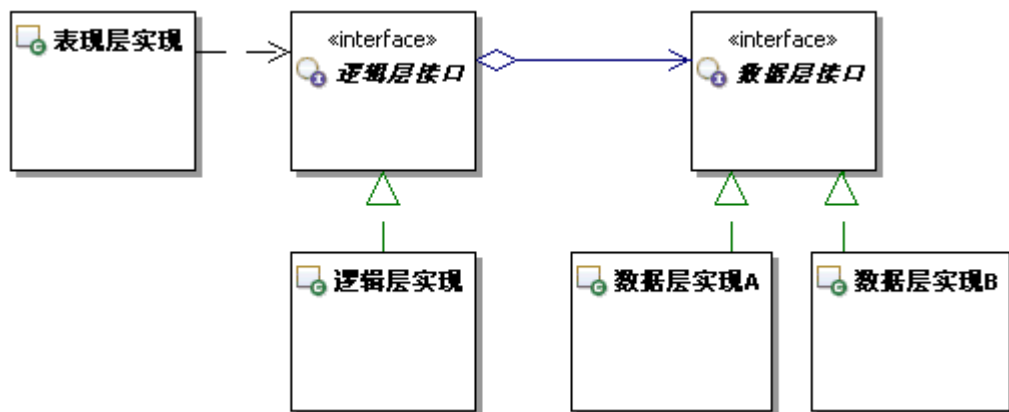 表现层实现
«interface»
逻辑层接口
«interface»
数据层接口
逻辑层实现
数据层实现A
数据层实现B